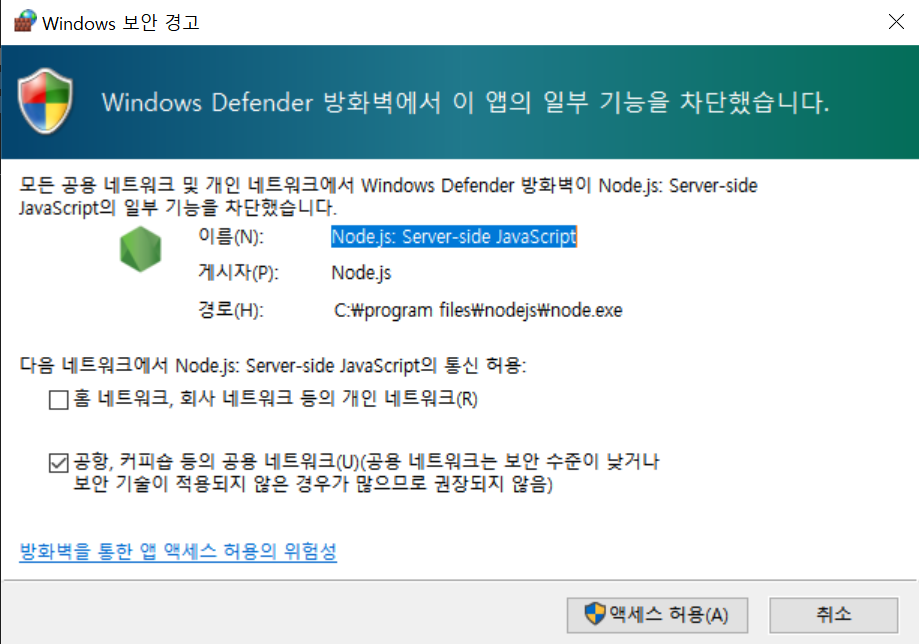 Windows 보안 경고
Windows Defender 방화벽에서 이 앱의 일부 기능을 차단했습니다.
모든 공용 네트워크 및 개인 네트워크에서 Windows Defender 방화벽이 Node.js: Server-side
JavaScript의 일부 기능을 차단했습니다.
이름(N): Node.js: Server-side JavaScript
게시자(P): Node.js
경로(H): C:₩program files₩nodejs₩node.exe
다음 네트워크에서 Node.js: Server-side JavaScript의 통신 허용:
홈 네트워크, 회사 네트워크 등의 개인 네트워크(R)
공항, 커피숍 등의 공용 네트워크(U)(공용 네트워크는 보안 수준이 낮거나
보안 기술이 적용되지 않은 경우가 많으므로 권장되지 않음)
방화벽을 통한 앱 액세스 허용의 위험성
액세스 허용(A) 취소